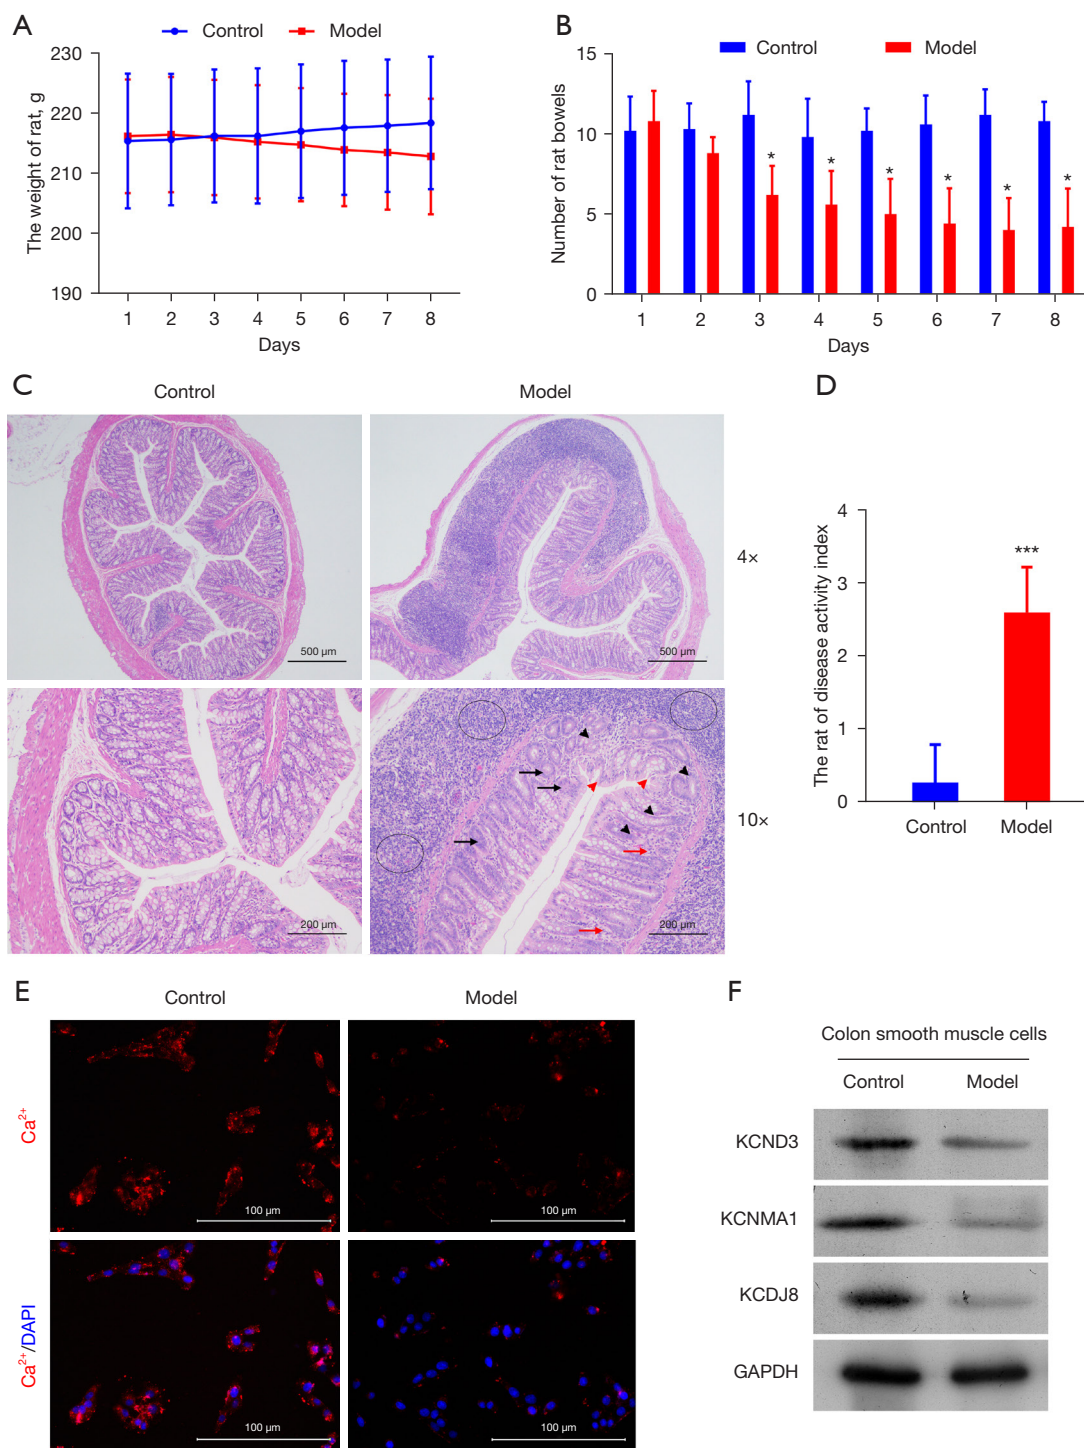 A
Control
Model
The weight of rat, g
230
220
210
200
190
1 2 3 4 5 6 7 8
Days
B
Control
Model
Number of rat bowels
15
10
5
0
* * * * * *
1 2 3 4 5 6 7 8
Days
C
Control
Model
500 µm
500 µm
4×
200 µm
200 µm
10×
D
The rat of disease activity index
4
3
2
1
0
***
Control
Model
E
Control
Model
Ca²⁺
100 µm
100 µm
Ca²⁺/DAPI
100 µm
100 µm
F
Colon smooth muscle cells
Control
Model
KCND3
KCNMA1
KCDJ8
GAPDH